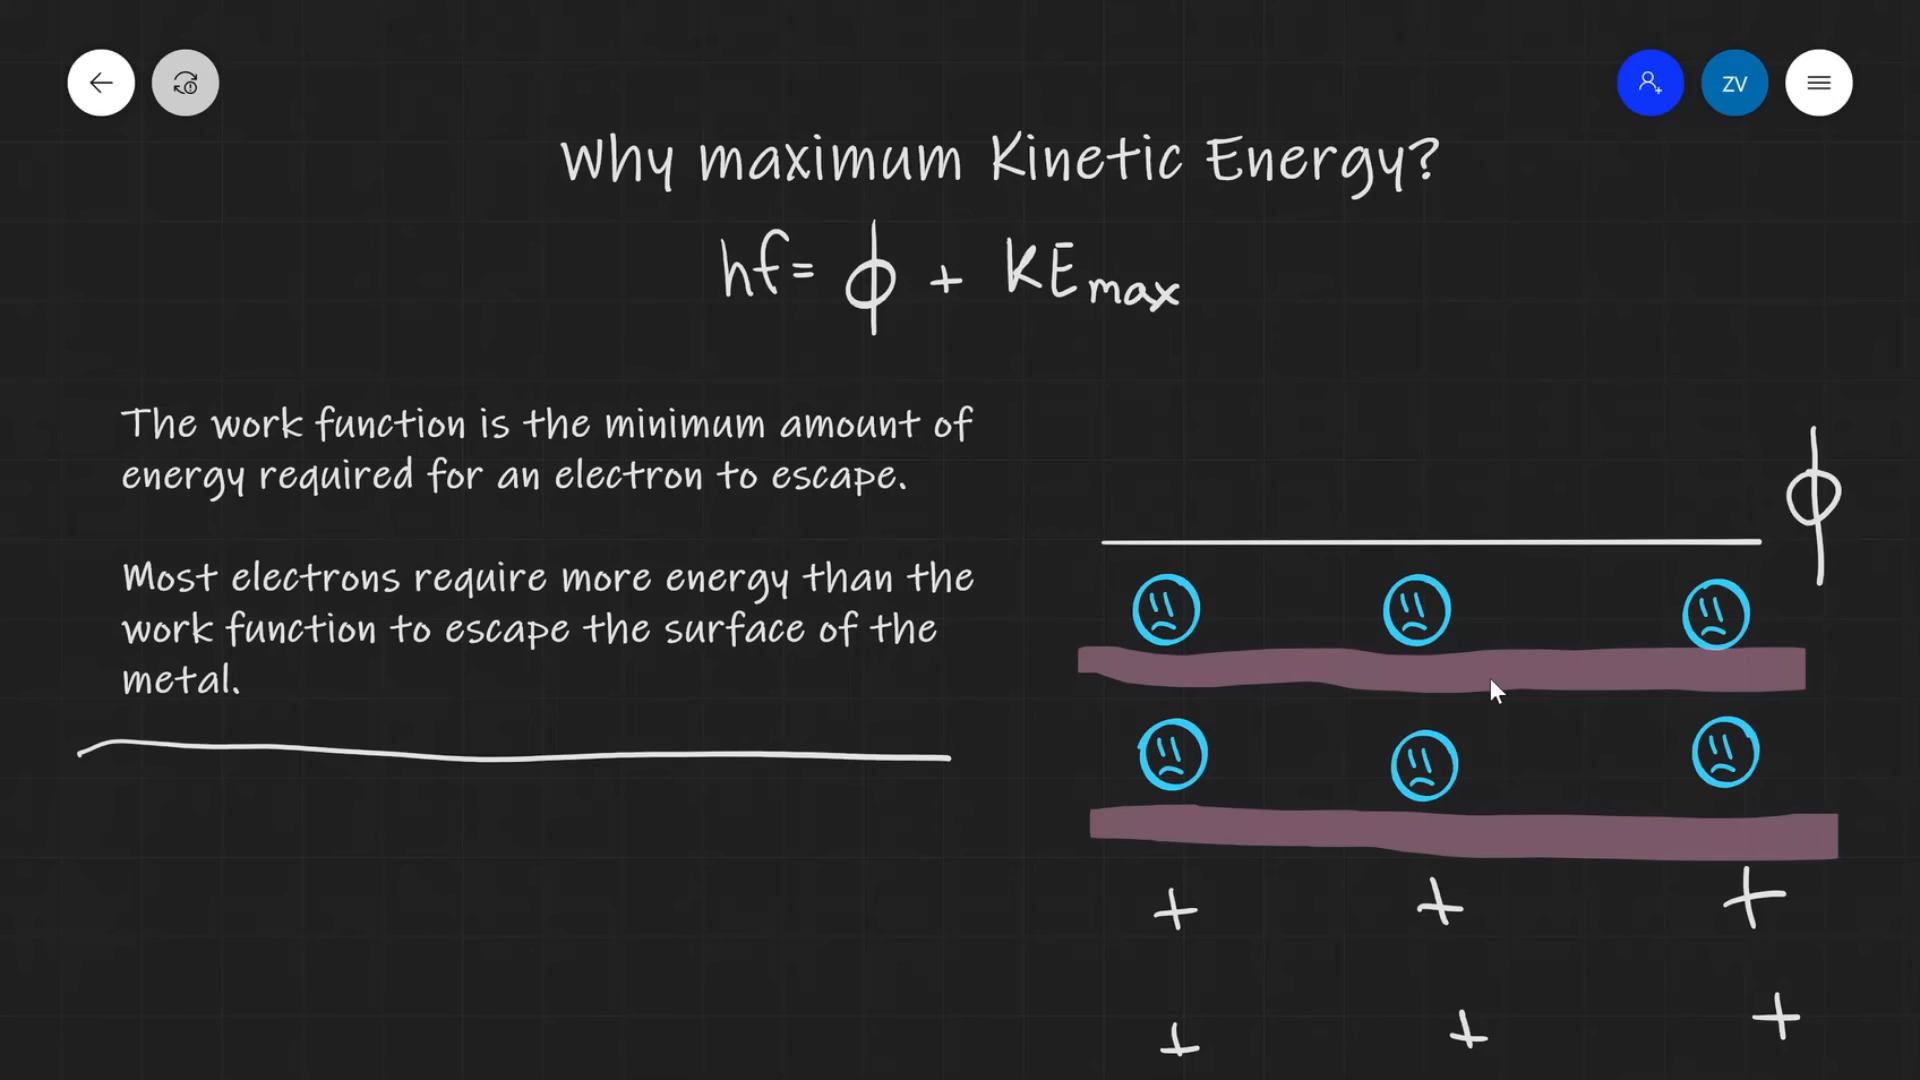 ZV
Why maximum Kinetic Energy?
hf = ϕ + KEmax
The work function is the minimum amount of
energy required for an electron to escape.
Most electrons require more energy than the
work function to escape the surface of the
metal.
ϕ
+ + +
+ + +